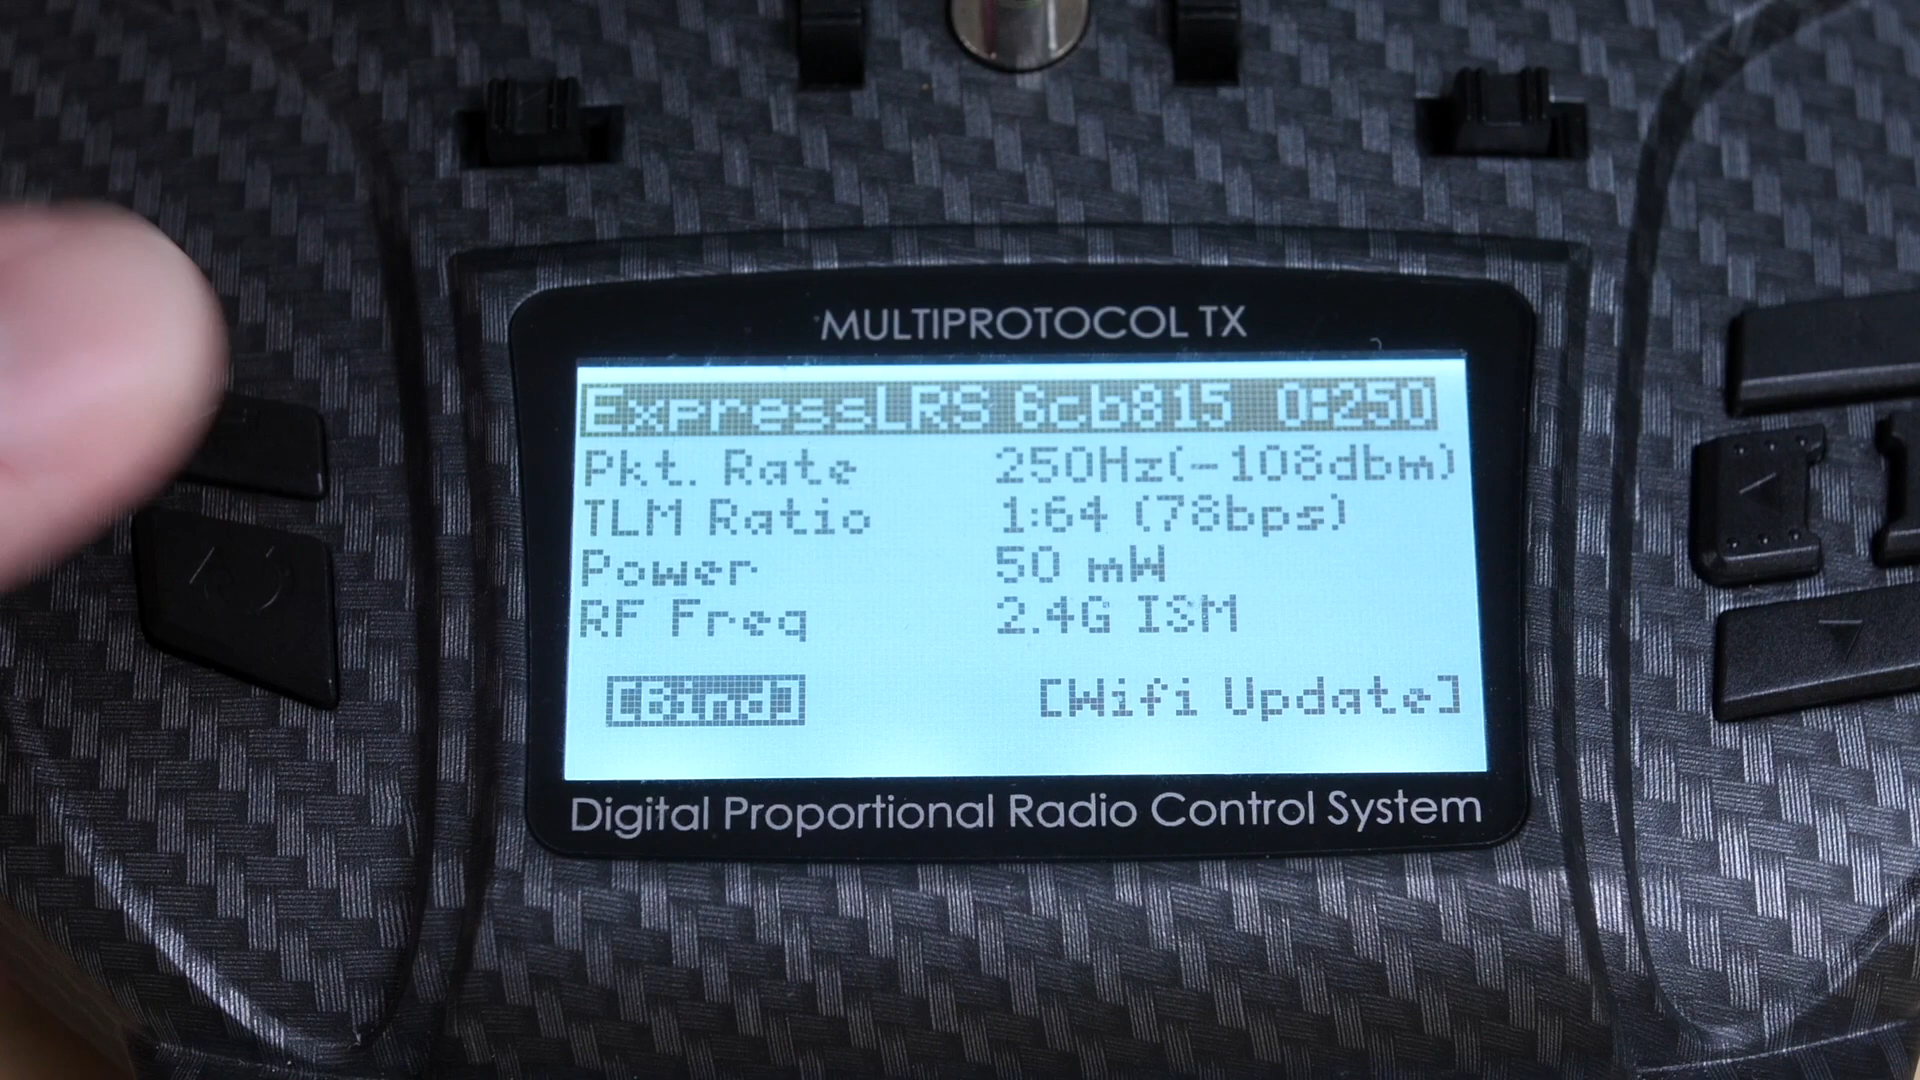 MULTIPROTOCOL TX
ExpressLRS 6cb815 0:250
Pkt. Rate 250Hz(-108dbm)
TLM Ratio 1:64 (78bps)
Power 50 mW
RF Freq 2.4G ISM
[Bind] [Wifi Update]
Digital Proportional Radio Control System